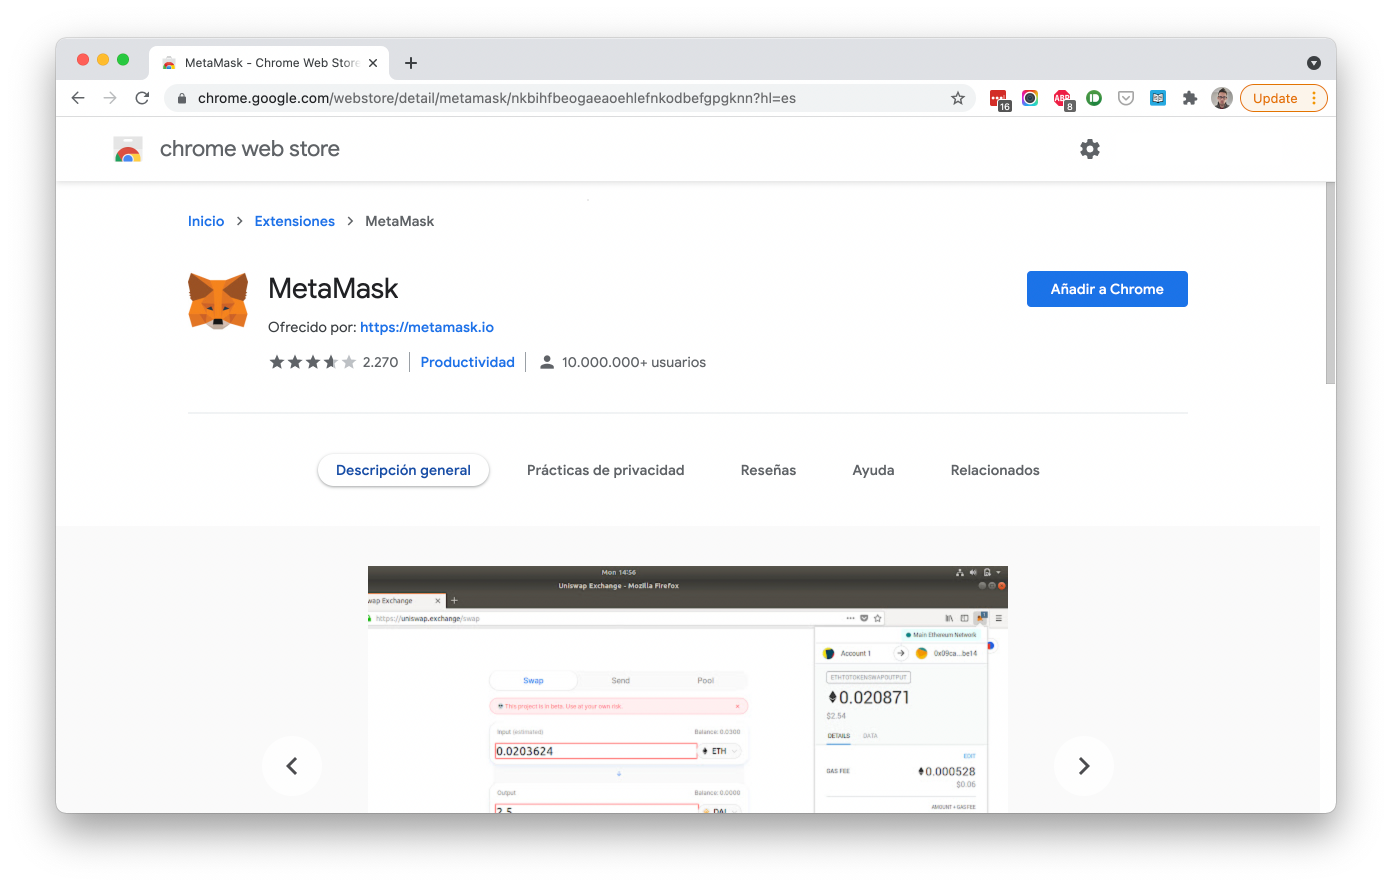 MetaMask - Chrome Web Store
chrome.google.com/webstore/detail/metamask/nkbihfbeogaeaoehlefnkodbefgpgknn?hl=es
16
ABP
8
Update
chrome web store
Inicio > Extensiones > MetaMask
MetaMask
Añadir a Chrome
Ofrecido por: https://metamask.io
2.270
Productividad
10.000.000+ usuarios
Descripción general
Prácticas de privacidad
Reseñas
Ayuda
Relacionados
Mon 14:56
Uniswap Exchange - Mozilla Firefox
wap Exchange
https://uniswap.exchange/swap
Main Ethereum Network
Account 1
0x09ca...be14
ETHTOTOKENSWAPOUTPUT
0.020871
$2.54
DETAILS
DATA
EDIT
GAS FEE
0.000528
$0.06
AMOUNT + GAS FEE
Swap
Send
Pool
This project is in beta. Use at your own risk.
Input (estimated)
Balance: 0.0300
0.0203624
ETH
Output
Balance: 0.0000
2.5
DAI